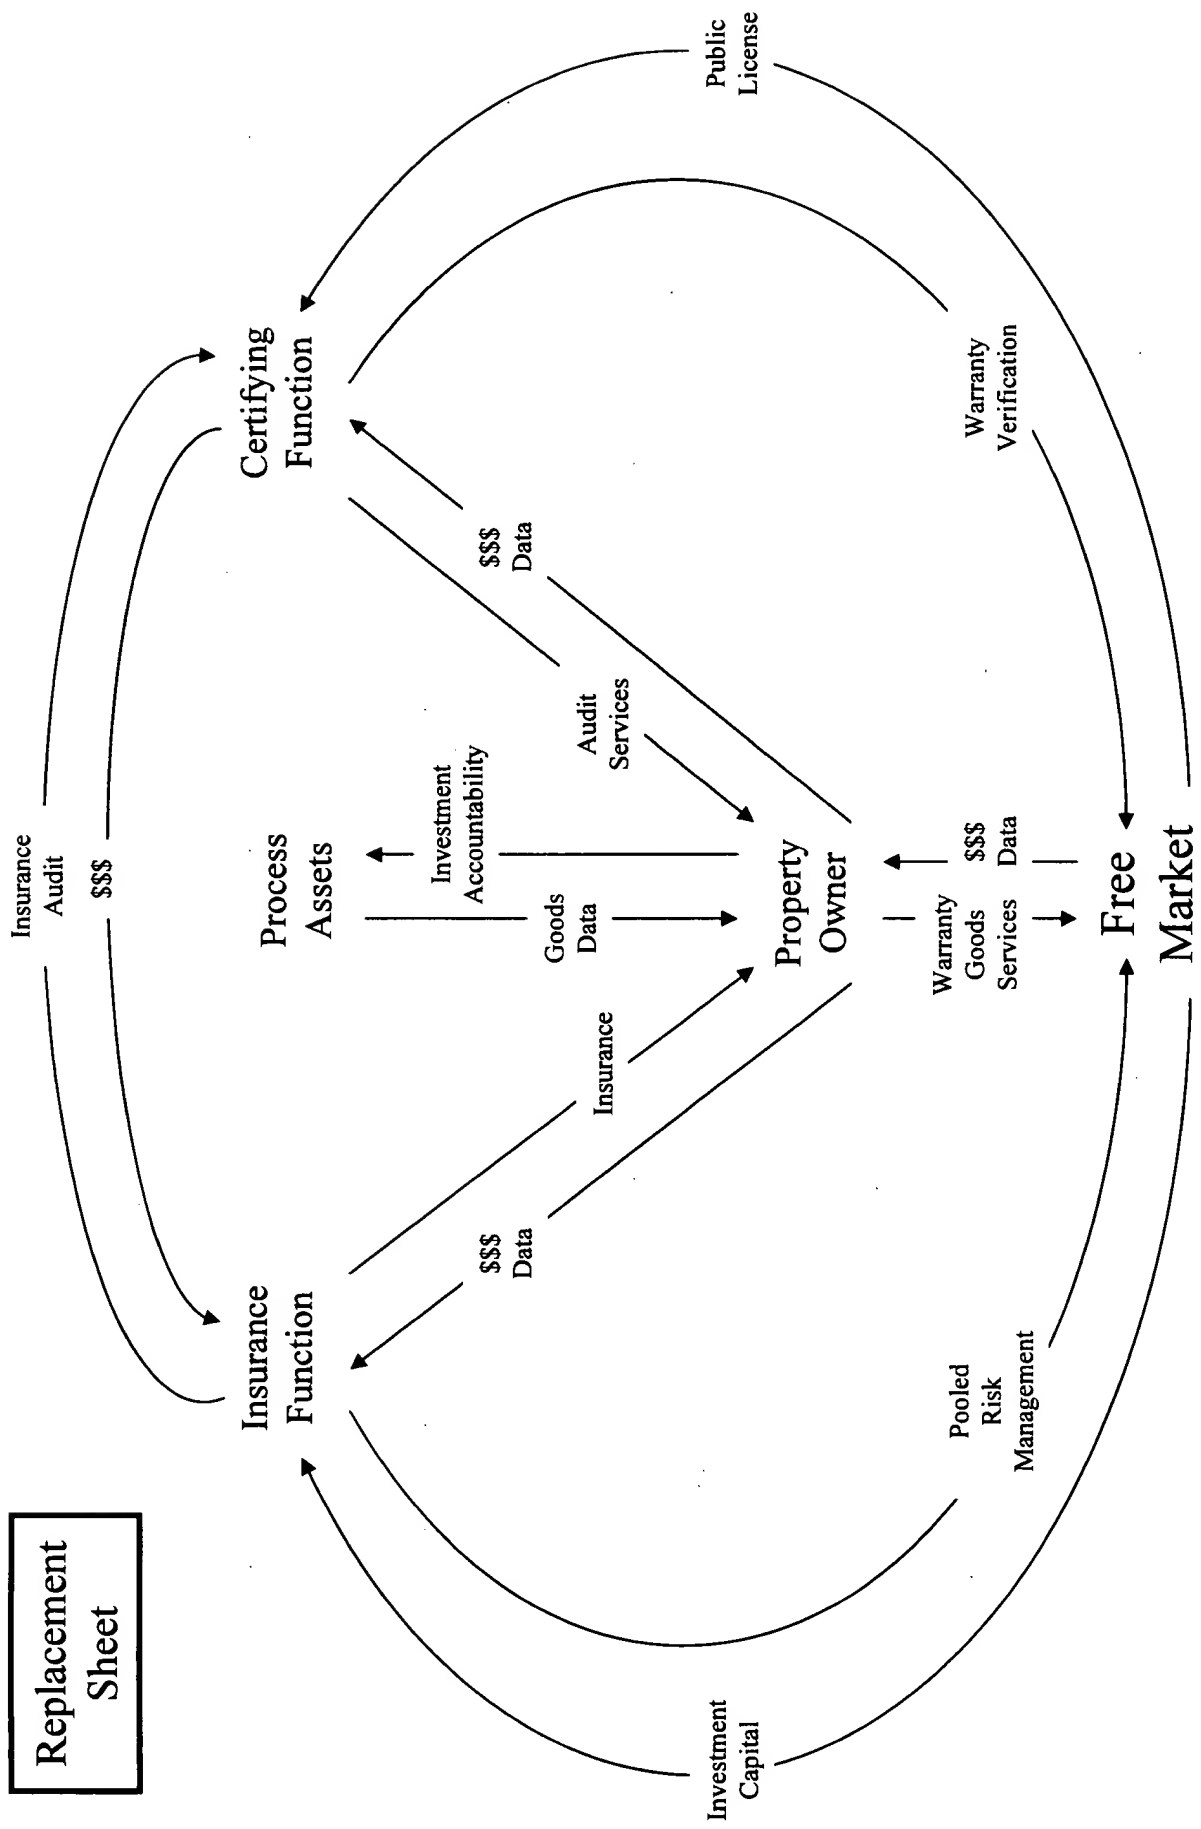 Replacement
Sheet
Insurance
Audit
$$$
Insurance
Function
Process
Assets
Certifying
Function
Investment
Accountability
Goods
Data
$$$
Data
$$$
Data
Insurance
Audit
Services
Investment
Capital
Public
License
Property
Owner
Pooled
Risk
Management
Warranty
Goods
Services
$$$
Data
Warranty
Verification
Free
Market